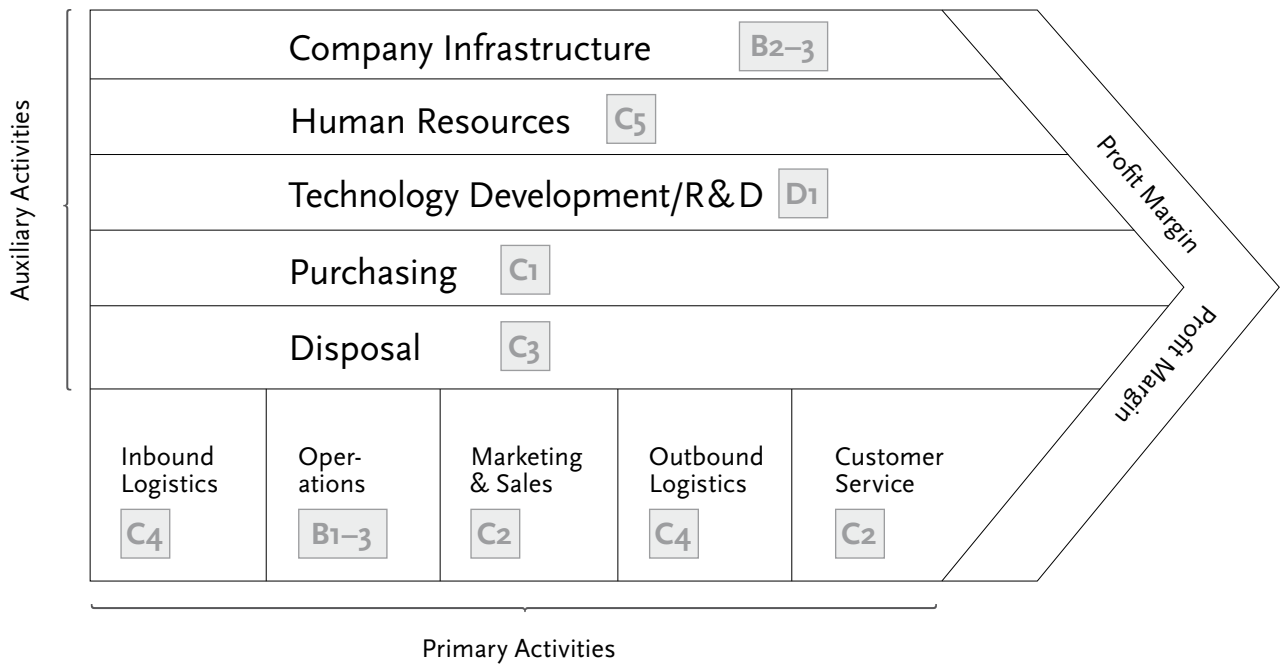 Auxiliary Activities
Company Infrastructure B2–3
Human Resources C5
Technology Development/R&D D1
Purchasing C1
Disposal C3
Profit Margin
Profit Margin
Inbound
Logistics
C4
Oper-
ations
B1–3
Marketing
& Sales
C2
Outbound
Logistics
C4
Customer
Service
C2
Primary Activities